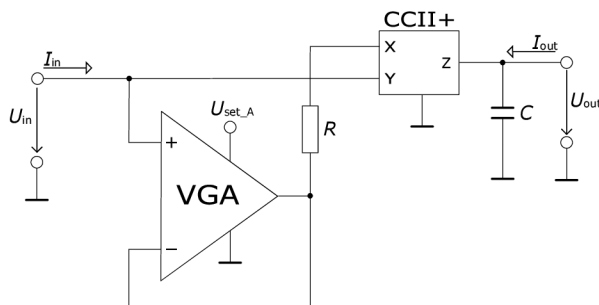 CCII+
I_in
X
I_out
Z
Y
U_in
U_set_A
R
C
U_out
+
VGA
−